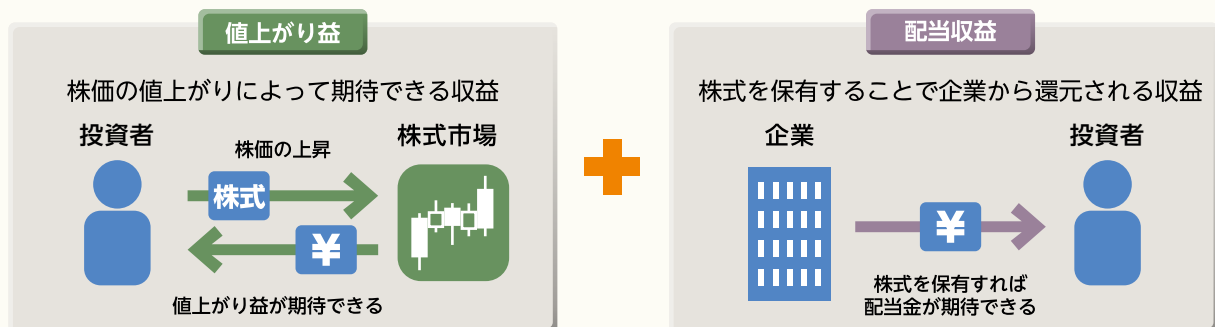 値上がり益
株価の値上がりによって期待できる収益
投資者
株価の上昇
株式市場
株式
¥
値上がり益が期待できる
配当収益
株式を保有することで企業から還元される収益
企業
投資者
¥
株式を保有すれば
配当金が期待できる